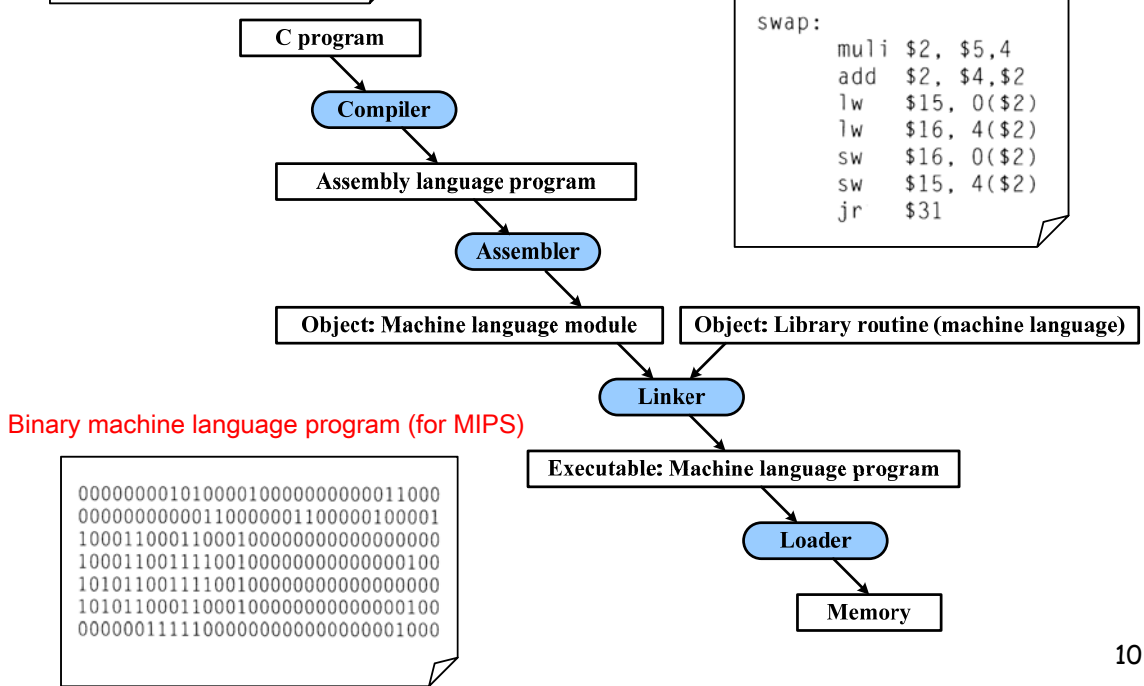 swap:
muli $2, $5,4
add $2, $4,$2
lw $15, 0($2)
lw $16, 4($2)
sw $16, 0($2)
sw $15, 4($2)
jr $31
C program
Compiler
Assembly language program
Assembler
Object: Machine language module
Object: Library routine (machine language)
Linker
Executable: Machine language program
Loader
Memory
Binary machine language program (for MIPS)
00000000101000010000000000011000
00000000000110000001100000100001
10001100011000100000000000000000
10001100111100100000000000000100
10101100111100100000000000000000
10101100011000100000000000000100
00000011111000000000000000001000
10